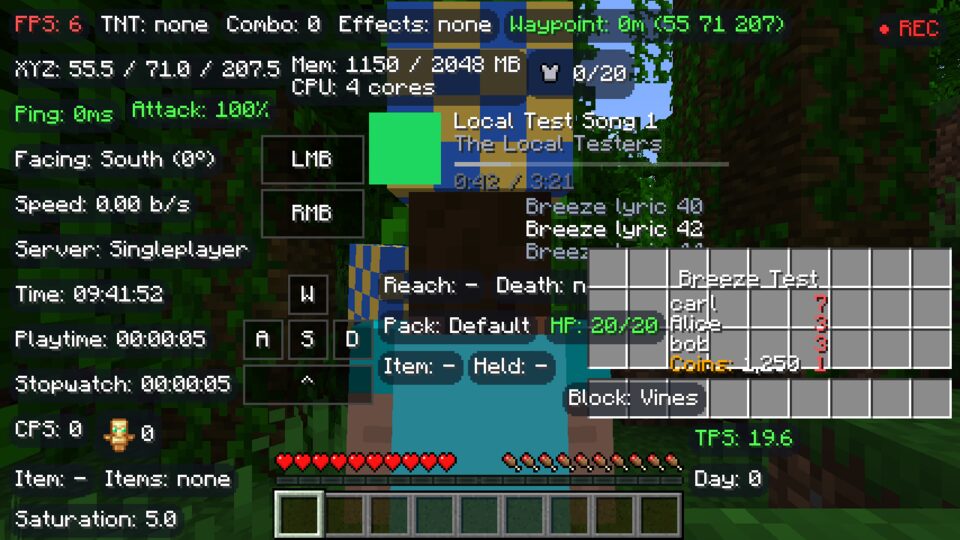 FPS: 6 TNT: none Combo: 0 Effects: none Waypoint: 0m (55 71 207)
REC
XYZ: 55.5 / 71.0 / 207.5
Mem: 1150 / 2048 MB
CPU: 4 cores
0/20
Ping: 0ms
Attack: 100%
Local Test Song 1
The Local Testers
0:42 / 3:21
Facing: South (0°)
LMB
Speed: 0.00 b/s
RMB
Breeze lyric 40
Breeze lyric 42
Breeze
Server: Singleplayer
Time: 09:41:52
W
Reach: - Death: n
Breeze Test
carl 7
Alice 3
bob 3
Coins: 1,250 1
Playtime: 00:00:05
A S D
Pack: Default HP: 20/20
Stopwatch: 00:00:05
^
Item: - Held: -
Block: Vines
CPS: 0
0
TPS: 19.6
Item: - Items: none
Day: 0
Saturation: 5.0